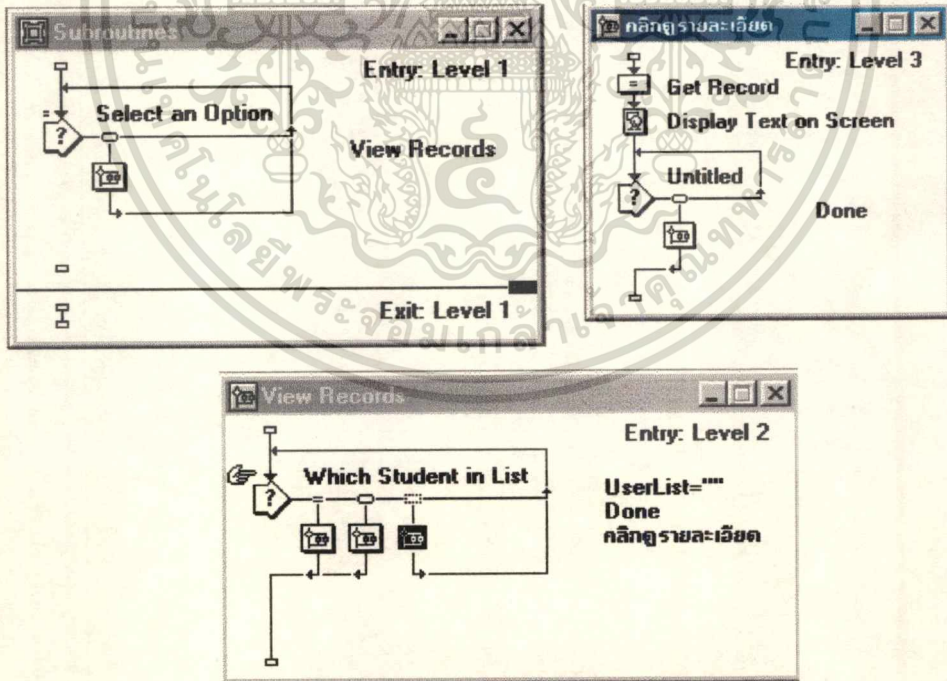 Subroutines
Entry: Level 1
Select an Option
View Records
Exit: Level 1
คลิกดูรายละเอียด
Entry: Level 3
Get Record
Display Text on Screen
Untitled
Done
View Records
Entry: Level 2
Which Student in List
UserList=""
Done
คลิกดูรายละเอียด